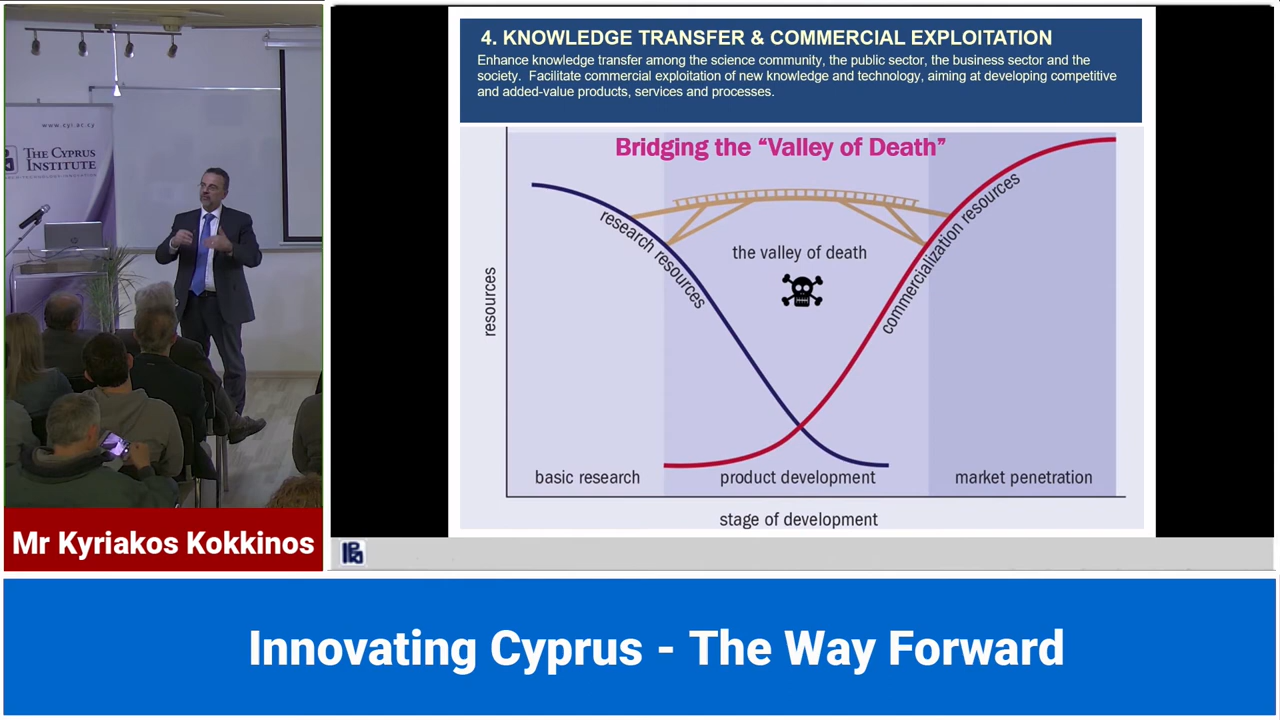 www.cyi.ac.cy
THE CYPRUS
INSTITUTE
4. KNOWLEDGE TRANSFER & COMMERCIAL EXPLOITATION
Enhance knowledge transfer among the science community, the public sector, the business sector and the
society. Facilitate commercial exploitation of new knowledge and technology, aiming at developing competitive
and added-value products, services and processes.
Bridging the “Valley of Death”
research resources
the valley of death
commercialization resources
resources
basic research
product development
market penetration
stage of development
Mr Kyriakos Kokkinos
Innovating Cyprus - The Way Forward